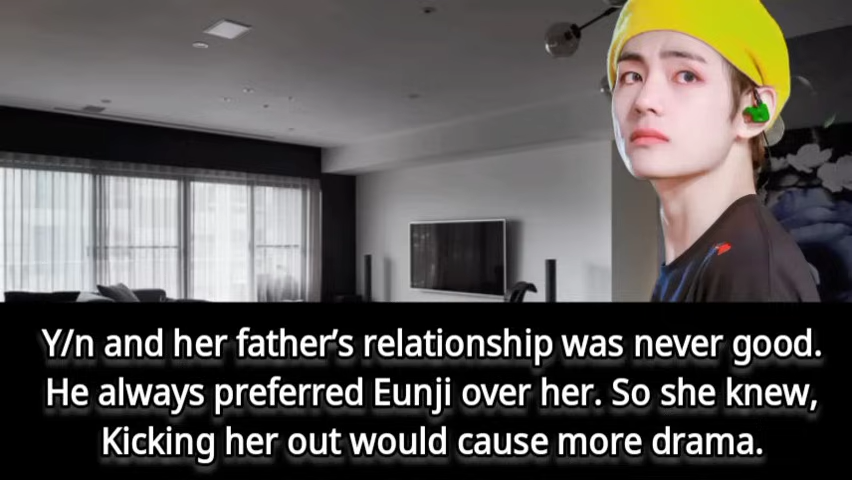 Y/n and her father's relationship was never good.
He always preferred Eunji over her. So she knew,
Kicking her out would cause more drama.